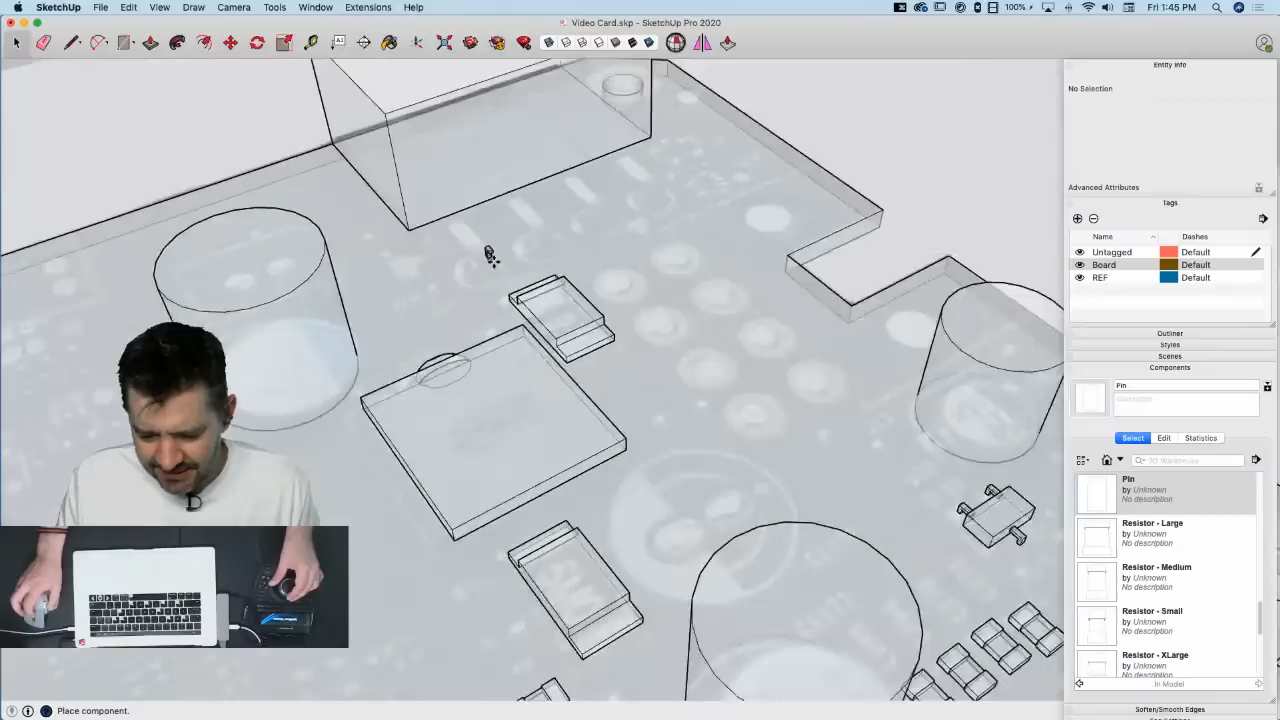 SketchUp File Edit View Draw Camera Tools Window Extensions Help 100% Fri 1:45 PM
Video Card.skp - SketchUp Pro 2020
Entity Info
No Selection
Advanced Attributes
Tags
Name Dashes
Untagged Default
Board Default
REF Default
Outliner
Styles
Scenes
Components
Pin
Select Edit Statistics
3D Warehouse
Pin
by Unknown
No description
Resistor - Large
by Unknown
No description
Resistor - Medium
by Unknown
No description
Resistor - Small
by Unknown
No description
Resistor - XLarge
by Unknown
No description
In Model
Soften/Smooth Edges
Place component.